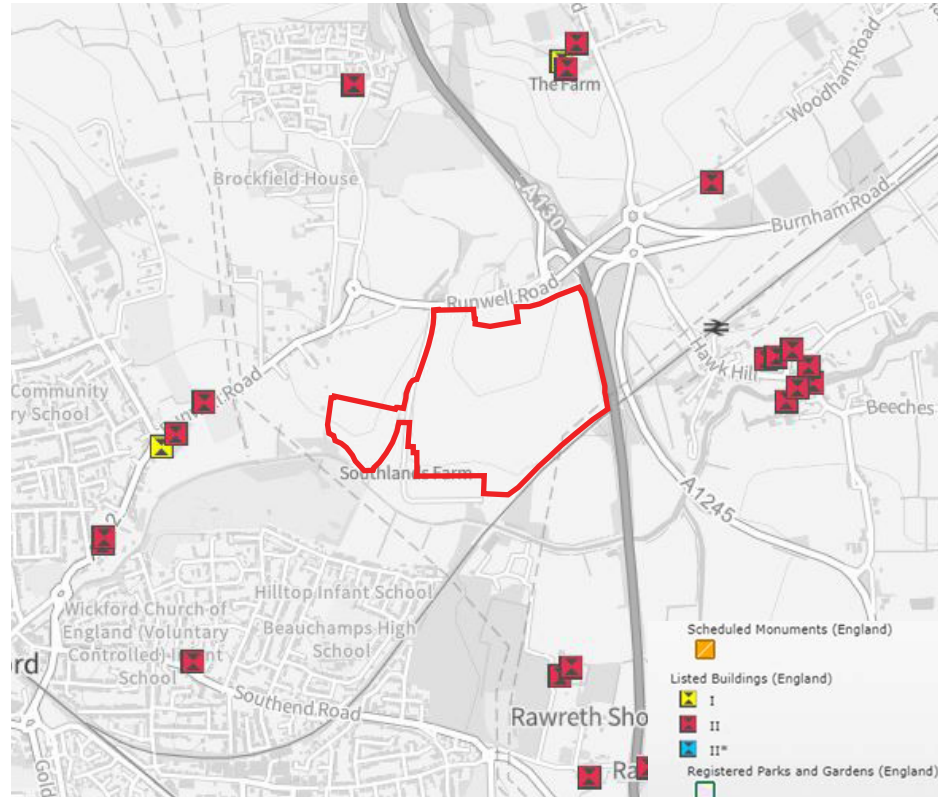 The Farm
Woodham Road
Brockfield House
A130
Burnham Road
Runwell Road
Hawk Hill
Community
ry School
Beeches
Southlands Farm
A1245
Hilltop Infant School
Wickford Church of
England (Voluntary
Controlled)
School
Beauchamps High
School
ord
Southend Road
Rawreth Sho
Ra
Gold
Scheduled Monuments (England)
Listed Buildings (England)
I
II
II*
Registered Parks and Gardens (England)